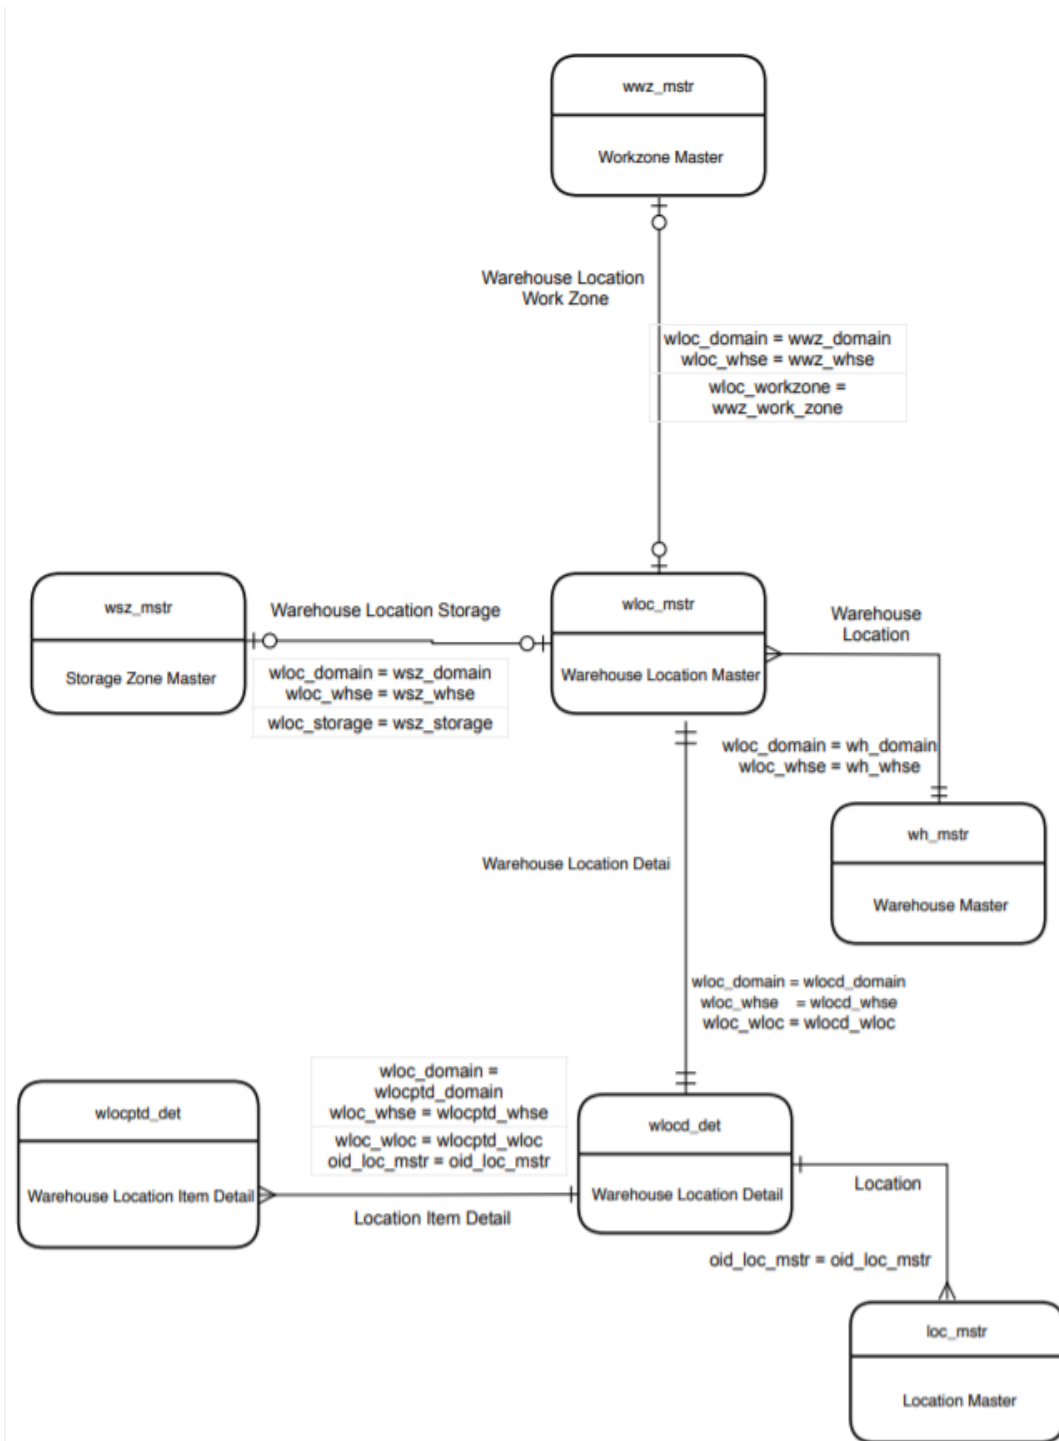 wwz_mstr
Workzone Master
Warehouse Location
Work Zone
wloc_domain = wwz_domain
wloc_whse = wwz_whse
wloc_workzone =
wwz_work_zone
wsz_mstr
Storage Zone Master
Warehouse Location Storage
wloc_domain = wsz_domain
wloc_whse = wsz_whse
wloc_storage = wsz_storage
wloc_mstr
Warehouse Location Master
Warehouse
Location
wloc_domain = wh_domain
wloc_whse = wh_whse
wh_mstr
Warehouse Master
Warehouse Location Detai
wloc_domain = wlocd_domain
wloc_whse = wlocd_whse
wloc_wloc = wlocd_wloc
wlocptd_det
Warehouse Location Item Detail
wloc_domain =
wlocptd_domain
wloc_whse = wlocptd_whse
wloc_wloc = wlocptd_wloc
oid_loc_mstr = oid_loc_mstr
Location Item Detail
wlocd_det
Warehouse Location Detail
Location
oid_loc_mstr = oid_loc_mstr
loc_mstr
Location Master